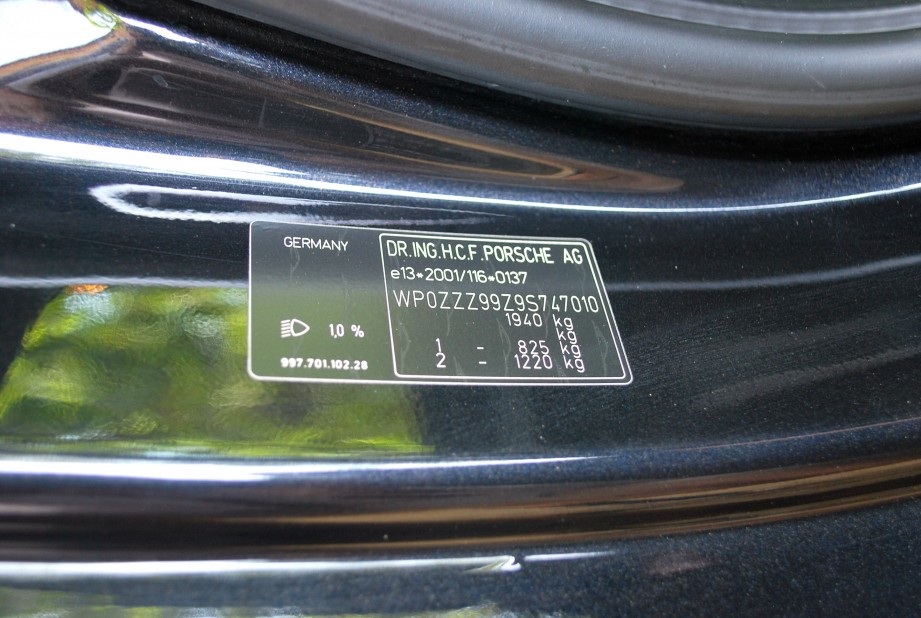 GERMANY
1,0 %
997.701.102.28
DR.ING.H.C.F.PORSCHE AG
e13*2001/116*0137
WP0ZZZ99Z9S747010
1940 kg
kg
1 - 825 kg
2 - 1220 kg